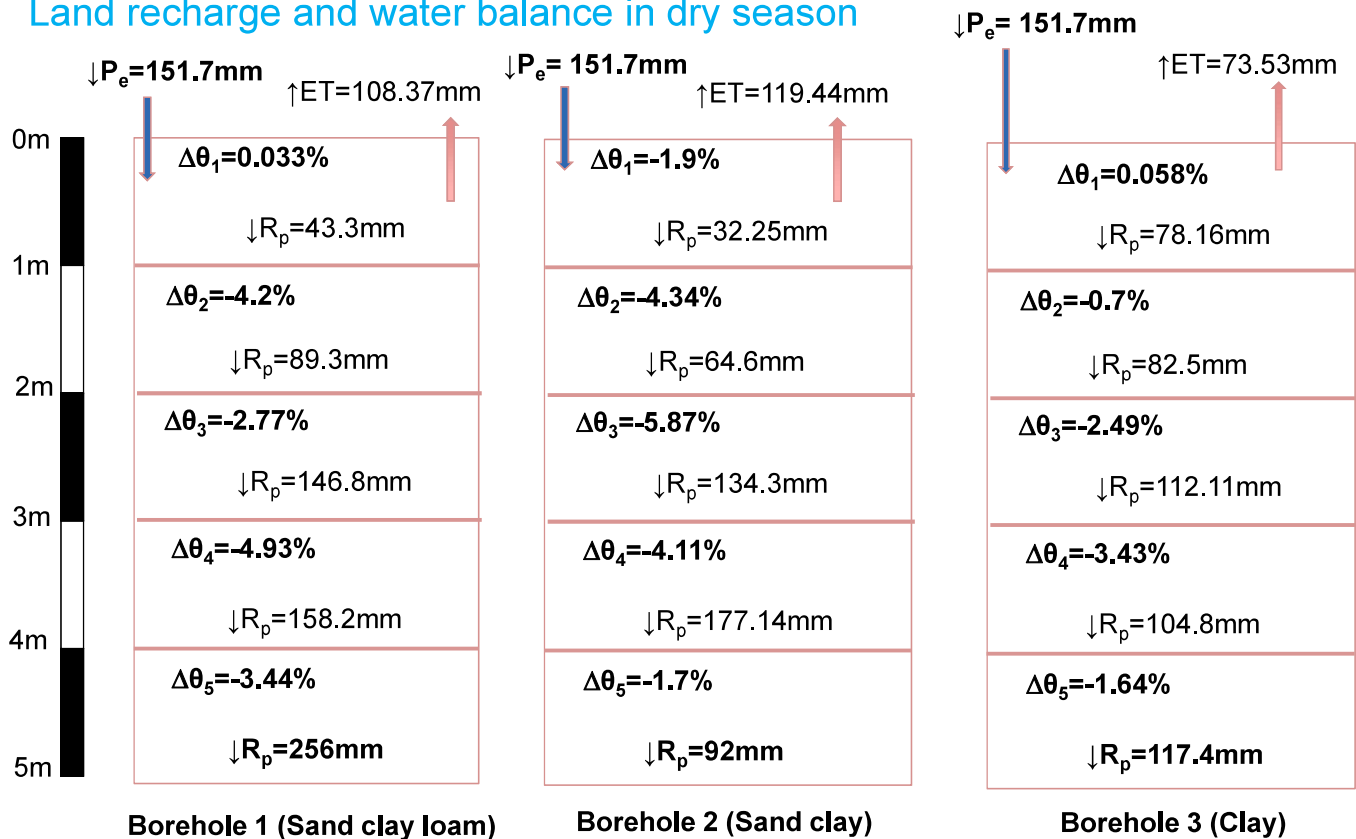 Land recharge and water balance in dry season
↓Pe=151.7mm
↑ET=108.37mm
↓Pe= 151.7mm
↑ET=119.44mm
↓Pe= 151.7mm
↑ET=73.53mm
0m
1m
2m
3m
4m
5m
Δθ1=0.033%
↓Rp=43.3mm
Δθ2=-4.2%
↓Rp=89.3mm
Δθ3=-2.77%
↓Rp=146.8mm
Δθ4=-4.93%
↓Rp=158.2mm
Δθ5=-3.44%
↓Rp=256mm
Borehole 1 (Sand clay loam)
Δθ1=-1.9%
↓Rp=32.25mm
Δθ2=-4.34%
↓Rp=64.6mm
Δθ3=-5.87%
↓Rp=134.3mm
Δθ4=-4.11%
↓Rp=177.14mm
Δθ5=-1.7%
↓Rp=92mm
Borehole 2 (Sand clay)
Δθ1=0.058%
↓Rp=78.16mm
Δθ2=-0.7%
↓Rp=82.5mm
Δθ3=-2.49%
↓Rp=112.11mm
Δθ4=-3.43%
↓Rp=104.8mm
Δθ5=-1.64%
↓Rp=117.4mm
Borehole 3 (Clay)